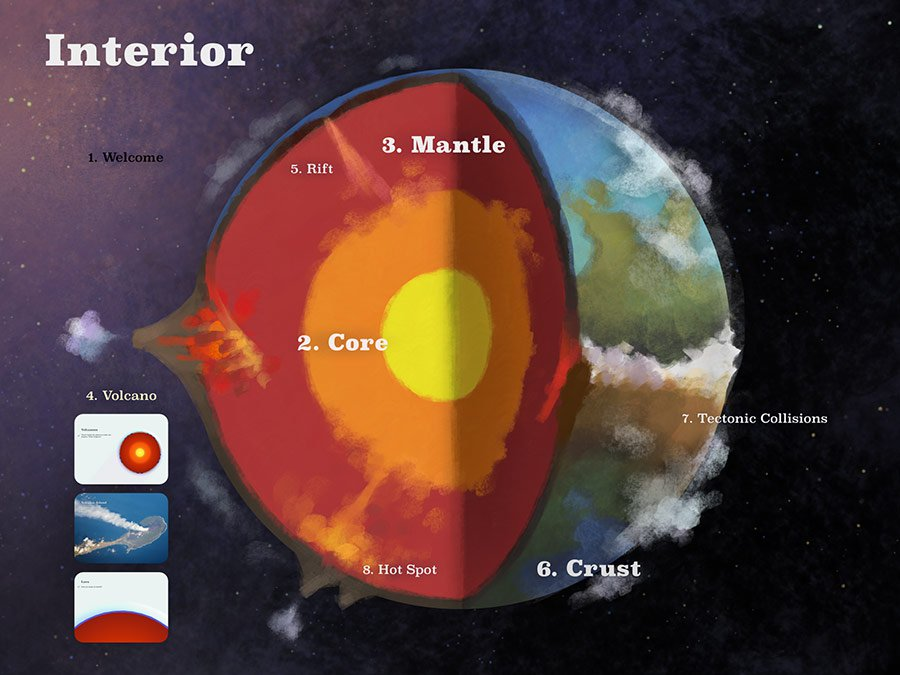 Interior
1. Welcome
3. Mantle
5. Rift
2. Core
4. Volcano
7. Tectonic Collisions
8. Hot Spot
6. Crust